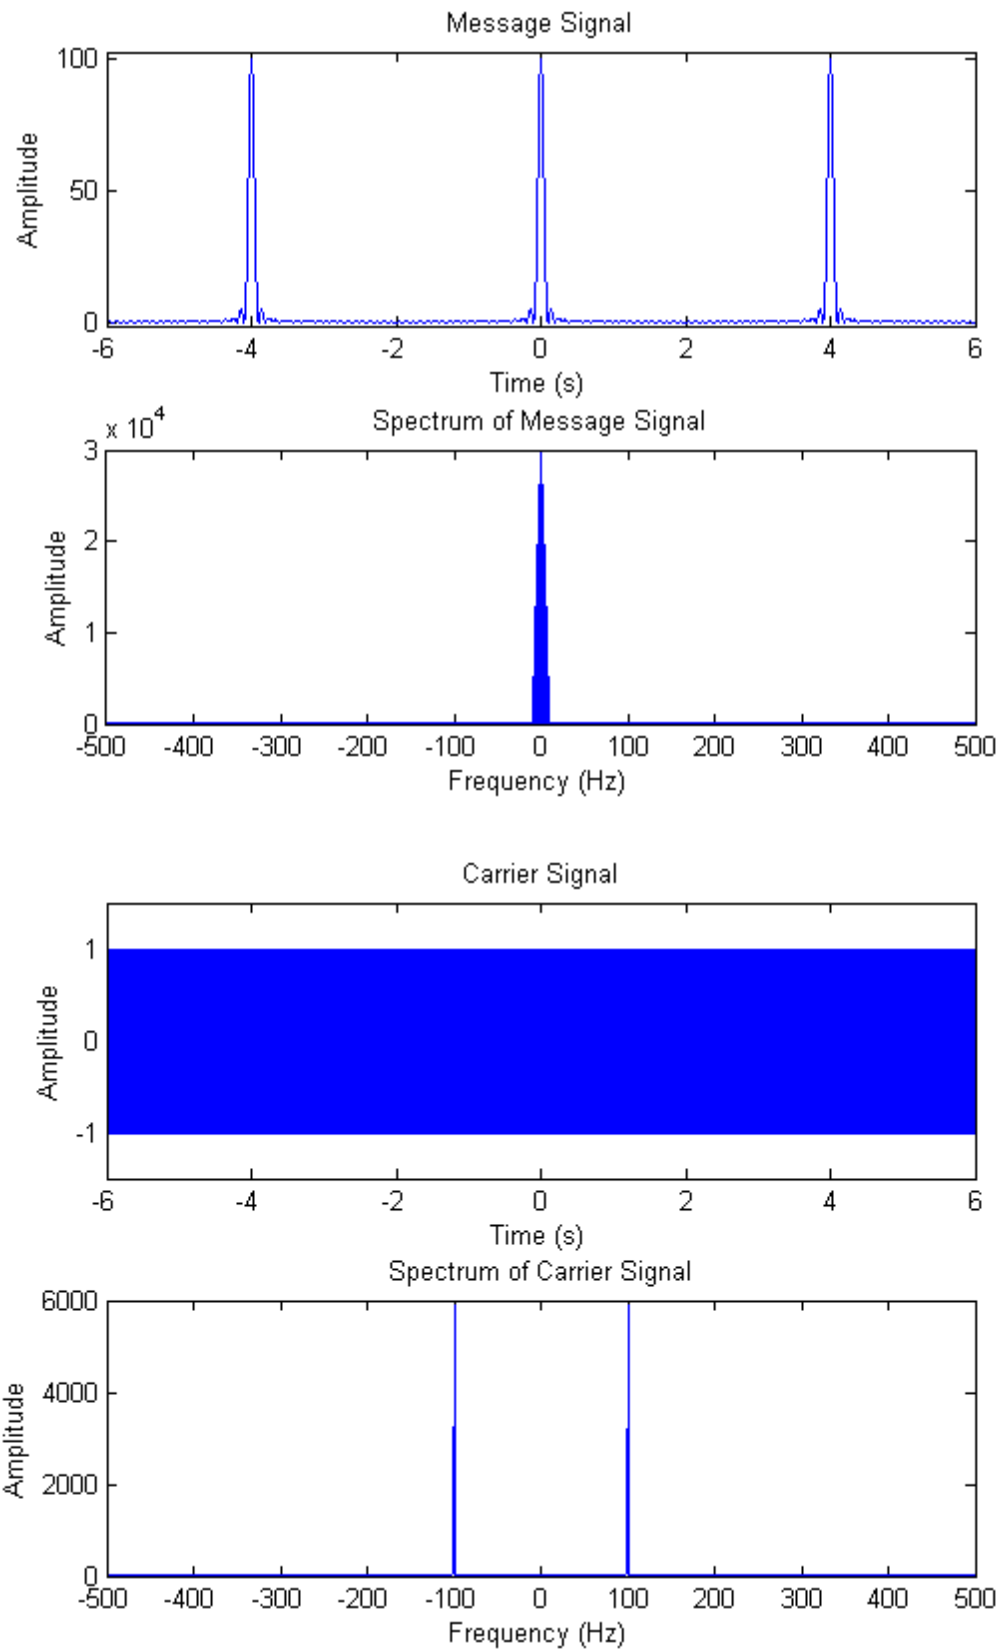 Message Signal
100
50
0
Amplitude
-6 -4 -2 0 2 4 6
Time (s)
x 10^4
Spectrum of Message Signal
3
2
1
0
Amplitude
-500 -400 -300 -200 -100 0 100 200 300 400 500
Frequency (Hz)
Carrier Signal
1
0
-1
Amplitude
-6 -4 -2 0 2 4 6
Time (s)
Spectrum of Carrier Signal
6000
4000
2000
0
Amplitude
-500 -400 -300 -200 -100 0 100 200 300 400 500
Frequency (Hz)